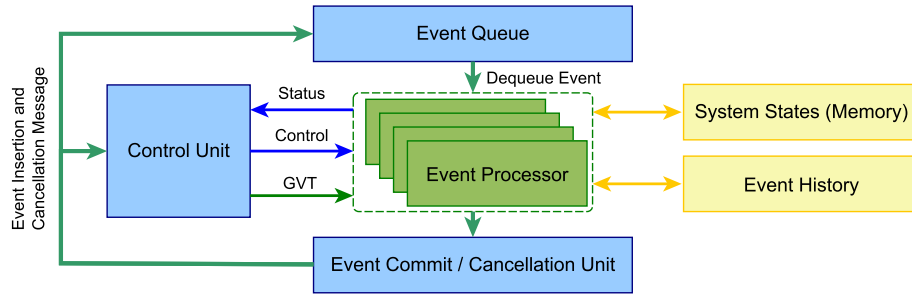 Event Queue
Dequeue Event
Event Insertion and
Cancellation Message
Status
Control
GVT
Control Unit
Event Processor
System States (Memory)
Event History
Event Commit / Cancellation Unit